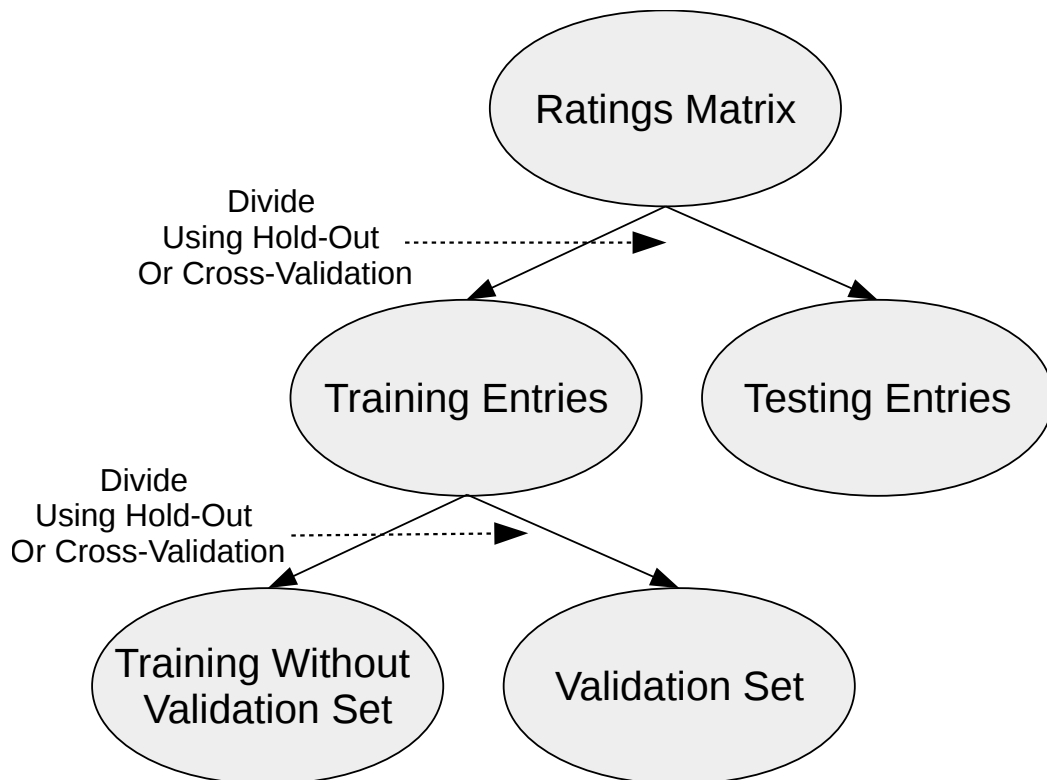 Ratings Matrix
Divide
Using Hold-Out
Or Cross-Validation
Training Entries
Testing Entries
Divide
Using Hold-Out
Or Cross-Validation
Training Without
Validation Set
Validation Set